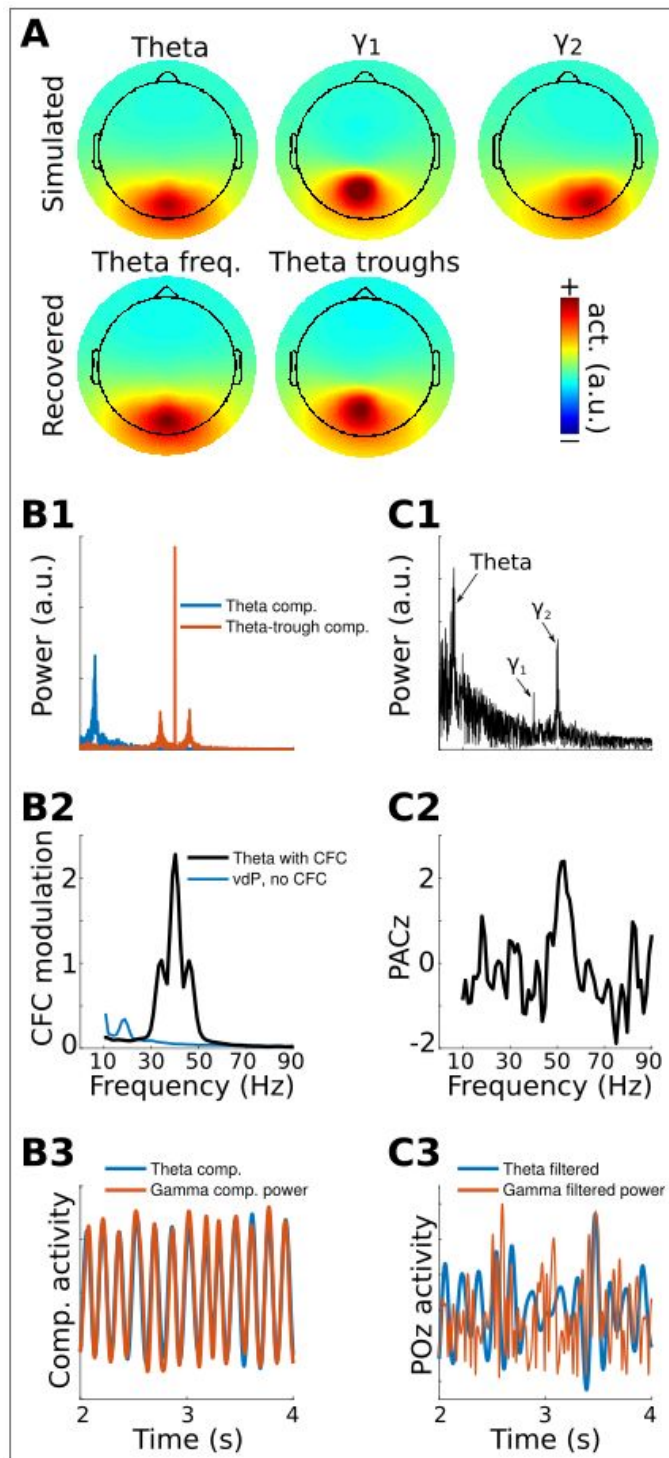 A
Theta γ1 γ2
Simulated
Theta freq. Theta troughs
Recovered
+ act. (a.u.) –
B1
Power (a.u.)
Theta comp.
Theta-trough comp.
C1
Power (a.u.)
Theta
γ1
γ2
B2
CFC modulation
2
1
0
Theta with CFC
vdP, no CFC
10 30 50 70 90
Frequency (Hz)
C2
PACz
2
0
-2
10 30 50 70 90
Frequency (Hz)
B3
Comp. activity
Theta comp.
Gamma comp. power
2 3 4
Time (s)
C3
POz activity
Theta filtered
Gamma filtered power
2 3 4
Time (s)